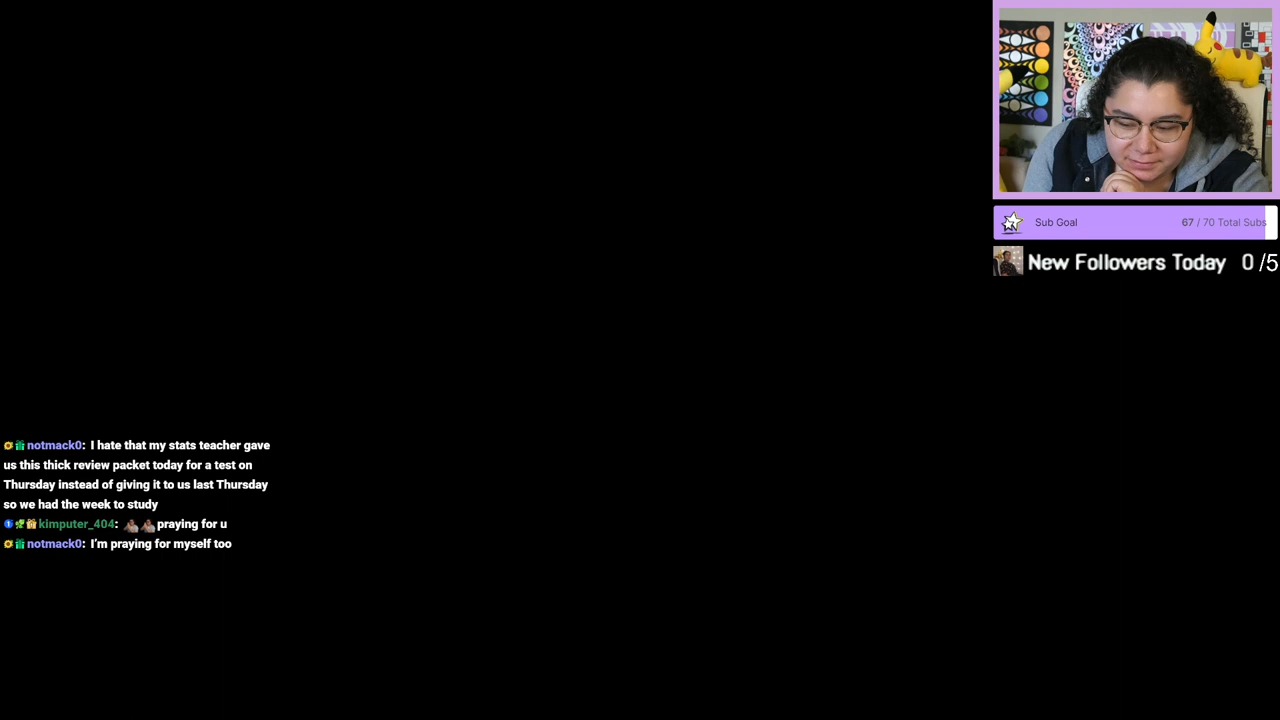 Sub Goal
67 / 70 Total Subs
New Followers Today 0 /5
notmack0: I hate that my stats teacher gave
us this thick review packet today for a test on
Thursday instead of giving it to us last Thursday
so we had the week to study
kimputer_404: praying for u
notmack0: I'm praying for myself too